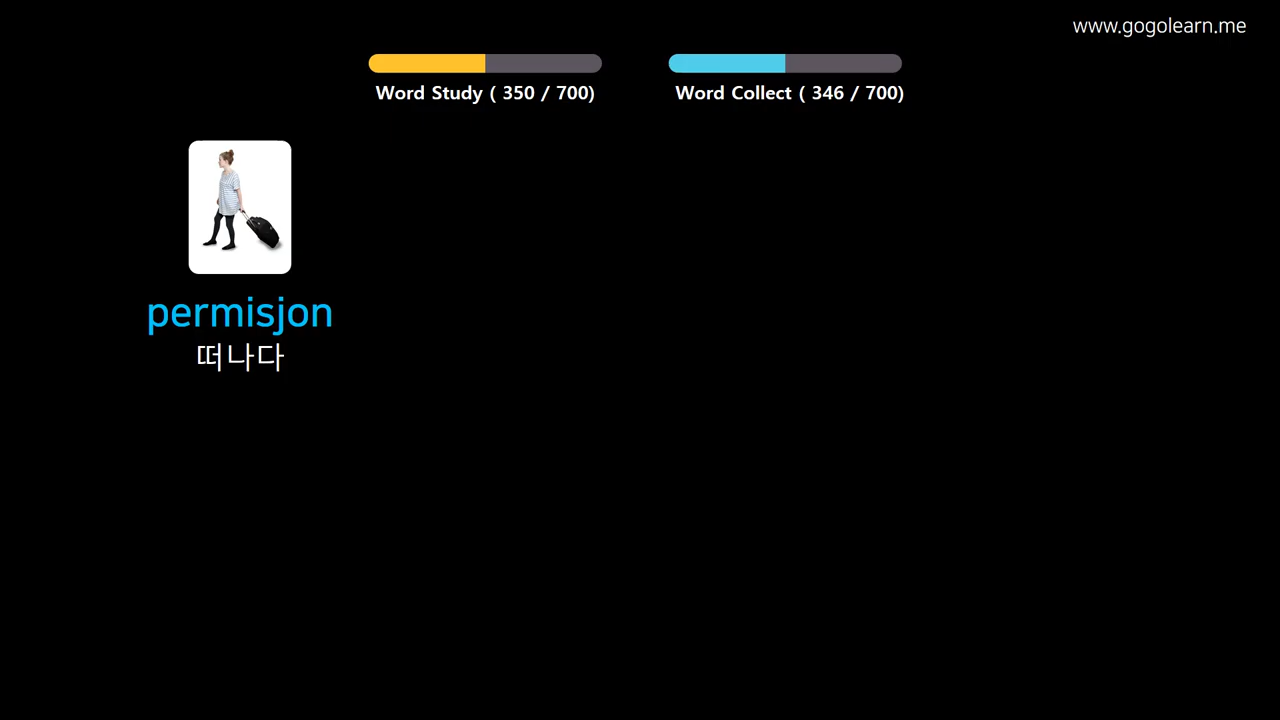 www.gogolearn.me
Word Study ( 350 / 700)
Word Collect ( 346 / 700)
permisjon
떠나다